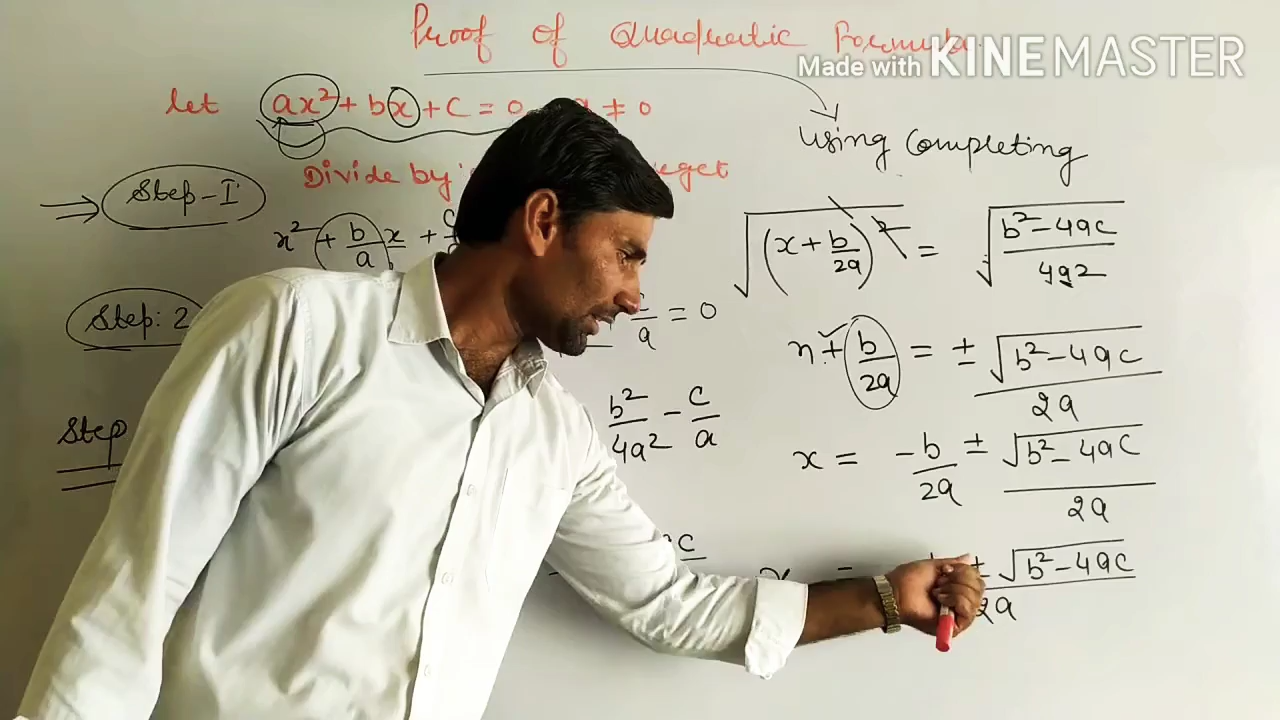 Proof of Quadratic Formula
Made with KINEMASTER
let ax² + bx + c = 0 a ≠ 0
Using Completing
Step-I
Divide by weget
x² + b/a x +
√(x + b/2a)² = √b²-4ac/4a²
Step: 2
/a = 0
x + b/2a = ± √b²-4ac/2a
Step
b²/4a² - c/a
x = -b/2a ± √b²-4ac/2a
x = ± √b²-4ac/2a